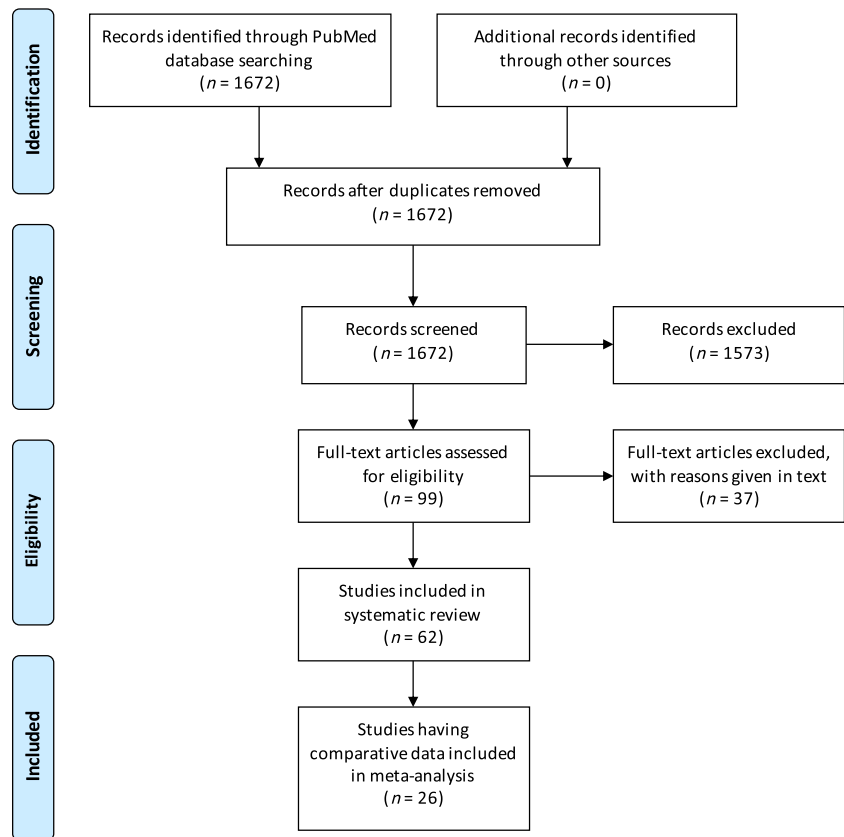 Identification
Records identified through PubMed
database searching
(n = 1672)
Additional records identified
through other sources
(n = 0)
Records after duplicates removed
(n = 1672)
Screening
Records screened
(n = 1672)
Records excluded
(n = 1573)
Eligibility
Full-text articles assessed
for eligibility
(n = 99)
Full-text articles excluded,
with reasons given in text
(n = 37)
Studies included in
systematic review
(n = 62)
Included
Studies having
comparative data included
in meta-analysis
(n = 26)